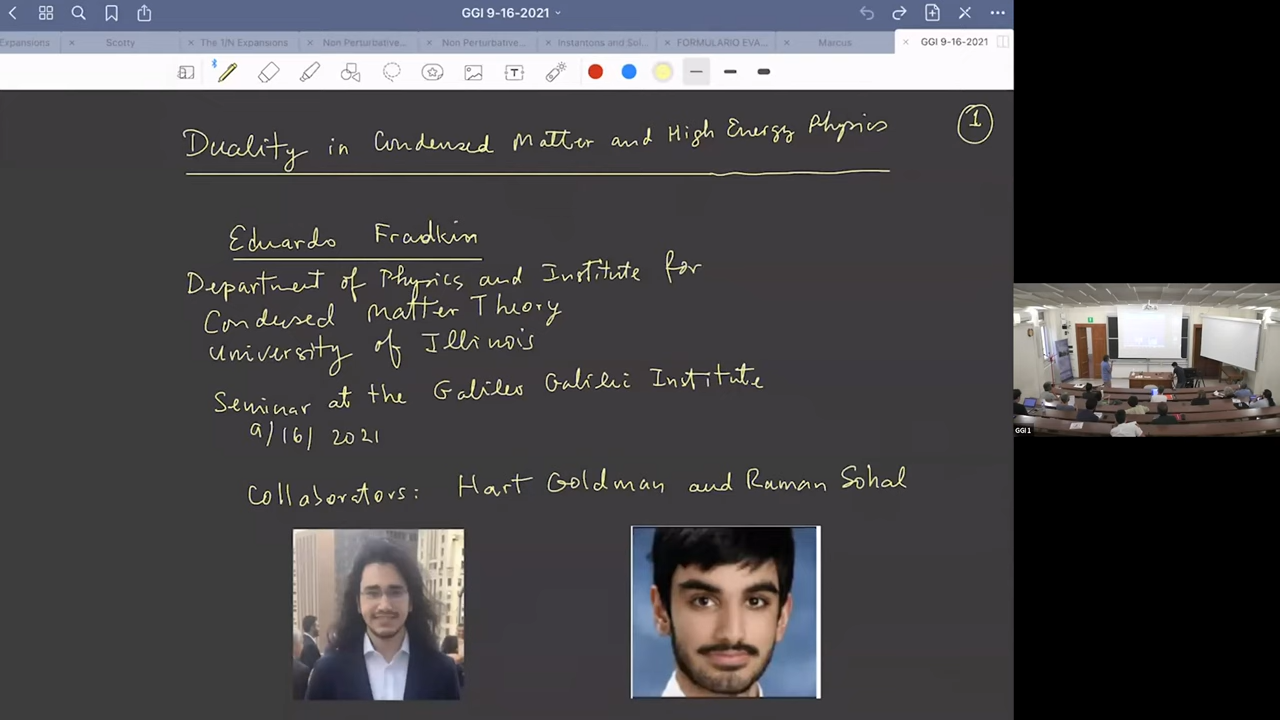 GGI 9-16-2021
Expansions
Scotty
The 1/N Expansions
Non Perturbative...
Non Perturbative...
Instantons and Sol...
FORMULARIO EVA...
Marcus
GGI 9-16-2021
Duality in Condensed Matter and High Energy Physics
1
Eduardo Fradkin
Department of Physics and Institute for
Condensed Matter Theory
University of Illinois
Seminar at the Galileo Galilei Institute
9/16/2021
Collaborators: Hart Goldman and Raman Sohal
GGI 1